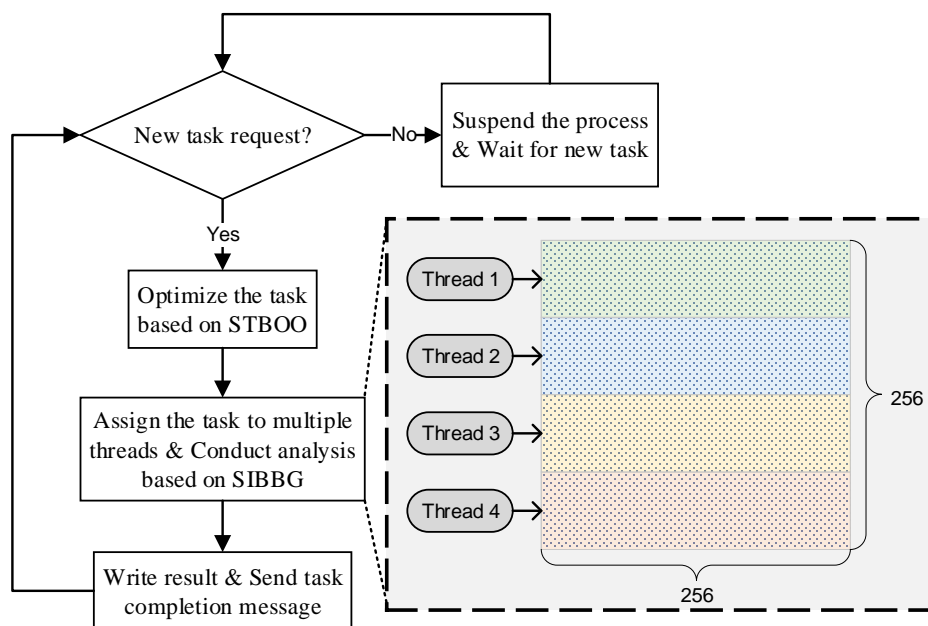 New task request?
No
Suspend the process
& Wait for new task
Yes
Optimize the task
based on STBOO
Assign the task to multiple
threads & Conduct analysis
based on SIBBG
Write result & Send task
completion message
Thread 1
Thread 2
Thread 3
Thread 4
256
256